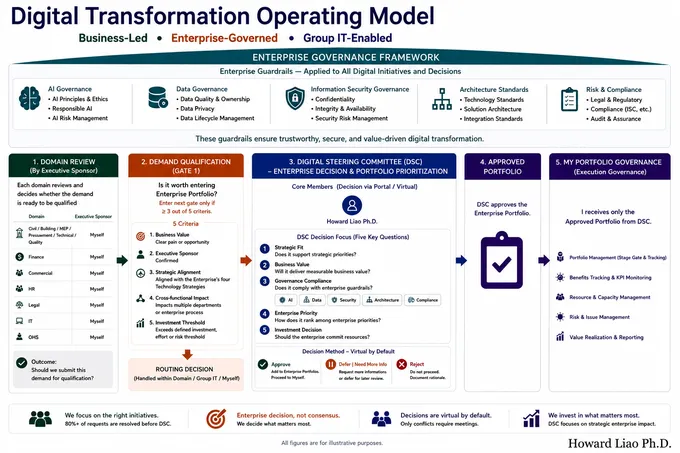 Digital Transformation Operating Model
Business-Led • Enterprise-Governed • Group IT-Enabled
ENTERPRISE GOVERNANCE FRAMEWORK
Enterprise Guardrails — Applied to All Digital Initiatives and Decisions
AI Governance
• AI Principles & Ethics
• Responsible AI
• AI Risk Management
Data Governance
• Data Quality & Ownership
• Data Privacy
• Data Lifecycle Management
Information Security Governance
• Confidentiality
• Integrity & Availability
• Security Risk Management
Architecture Standards
• Technology Standards
• Solution Architecture
• Integration Standards
Risk & Compliance
• Legal & Regulatory
• Compliance (ISC, etc.)
• Audit & Assurance
These guardrails ensure trustworthy, secure, and value-driven digital transformation.
1. DOMAIN REVIEW
(By Executive Sponsor)
Each domain reviews and
decides whether the demand
is ready to be qualified
Domain Executive Sponsor
Civil / Building / MEP /
Procurement / Technical /
Quality
Myself
Finance Myself
Commercial Myself
HR Myself
Legal Myself
IT Myself
OHS Myself
Outcome:
Should we submit this
demand for qualification?
2. DEMAND QUALIFICATION
(GATE 1)
Is it worth entering
Enterprise Portfolio?
Enter next gate only if
≥ 3 out of 5 criteria.
5 Criteria
1. Business Value
Clear pain or opportunity
2. Executive Sponsor
Confirmed
3. Strategic Alignment
Aligned with the Enterprise's four
Technology Strategies
4. Cross-functional Impact
Impacts multiple departments
or enterprise process
5. Investment Threshold
Exceeds defined investment,
effort or risk threshold
ROUTING DECISION
(Handled within Domain / Group IT / Myself)
3. DIGITAL STEERING COMMITTEE (DSC)
– ENTERPRISE DECISION & PORTFOLIO PRIORITIZATION
Core Members (Decision via Portal / Virtual)
Howard Liao Ph.D.
DSC Decision Focus (Five Key Questions)
1 Strategic Fit
Does it support strategic priorities?
2 Business Value
Will it deliver measurable business value?
3 Governance Compliance
Does it comply with enterprise guardrails?
AI Data Security Architecture Compliance
4 Enterprise Priority
How does it rank among enterprise priorities?
5 Investment Decision
Should the enterprise commit resources?
Decision Method – Virtual by Default
Approve
Add to Enterprise Portfolio.
Proceed to Myself.
Defer | Need More Info
Request more informations
or defer for later review.
Reject
Do not proceed.
Document rationale.
4. APPROVED
PORTFOLIO
DSC approves the
Enterprise Portfolio.
5. MY PORTFOLIO GOVERNANCE
(Execution Governance)
I receives only the
Approved Portfolio from DSC.
Portfolio Management (Stage Gate & Tracking)
Benefits Tracking & KPI Monitoring
Resource & Capacity Management
Risk & Issue Management
Value Realization & Reporting
We focus on the right initiatives.
80%+ of requests are resolved before DSC.
Enterprise decision, not consensus.
We decide what matters most.
Decisions are virtual by default.
Only conflicts require meetings.
We invest in what matters most.
DSC focuses on strategic enterprise impact.
All figures are for illustrative purposes.
Howard Liao Ph.D.